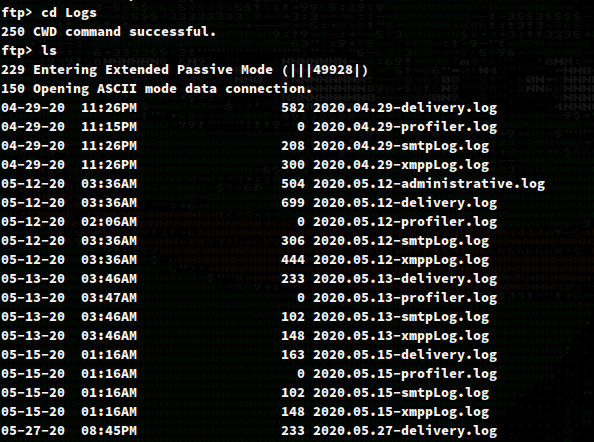 ftp> cd Logs
250 CWD command successful.
ftp> ls
229 Entering Extended Passive Mode (|||49928|)
150 Opening ASCII mode data connection.
04-29-20  11:26PM                  582 2020.04.29-delivery.log
04-29-20  11:15PM                    0 2020.04.29-profiler.log
04-29-20  11:26PM                  208 2020.04.29-smtpLog.log
04-29-20  11:26PM                  300 2020.04.29-xmppLog.log
05-12-20  03:36AM                  504 2020.05.12-administrative.log
05-12-20  03:36AM                  699 2020.05.12-delivery.log
05-12-20  02:06AM                    0 2020.05.12-profiler.log
05-12-20  03:36AM                  306 2020.05.12-smtpLog.log
05-12-20  03:36AM                  444 2020.05.12-xmppLog.log
05-13-20  03:46AM                  233 2020.05.13-delivery.log
05-13-20  03:47AM                    0 2020.05.13-profiler.log
05-13-20  03:46AM                  102 2020.05.13-smtpLog.log
05-13-20  03:46AM                  148 2020.05.13-xmppLog.log
05-15-20  01:16AM                  163 2020.05.15-delivery.log
05-15-20  01:16AM                    0 2020.05.15-profiler.log
05-15-20  01:16AM                  102 2020.05.15-smtpLog.log
05-15-20  01:16AM                  148 2020.05.15-xmppLog.log
05-27-20  08:45PM                  233 2020.05.27-delivery.log